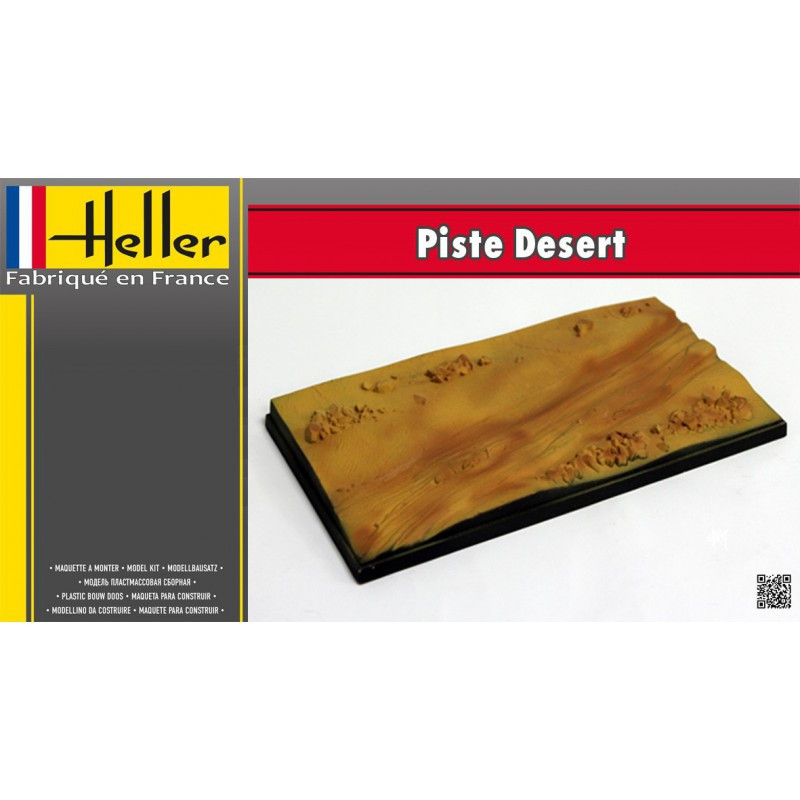 Heller
Fabriqué en France
Piste Desert
• MAQUETTE A MONTER • MODEL KIT • MODELLBAUSATZ •
• МОДЕЛЬ ПЛАСТМАССОВАЯ СБОРНАЯ •
• PLASTIC BOUW DOOS • MAQUETA PARA CONSTRUIR •
• MODELLINO DA COSTRUIRE • MAQUETE PARA CONSTRUIR •